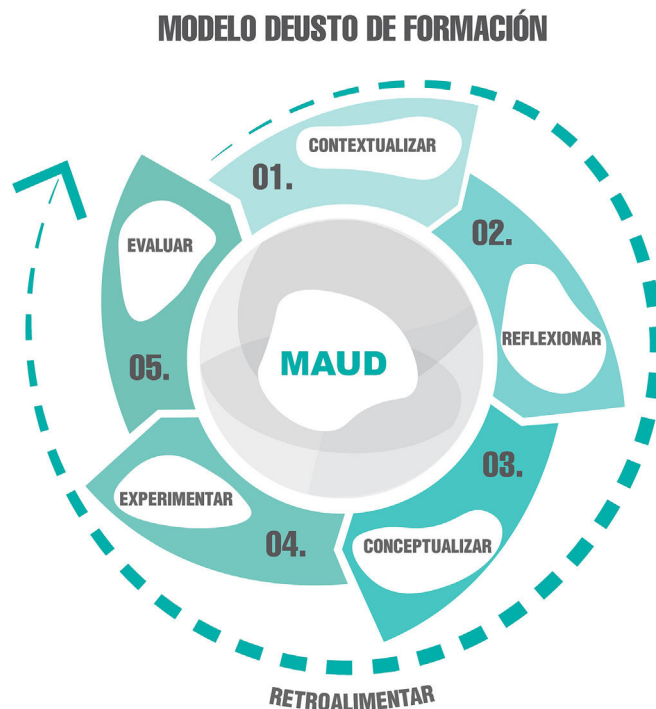 MODELO DEUSTO DE FORMACIÓN
01.
CONTEXTUALIZAR
02.
REFLEXIONAR
03.
CONCEPTUALIZAR
04.
EXPERIMENTAR
05.
EVALUAR
MAUD
RETROALIMENTAR